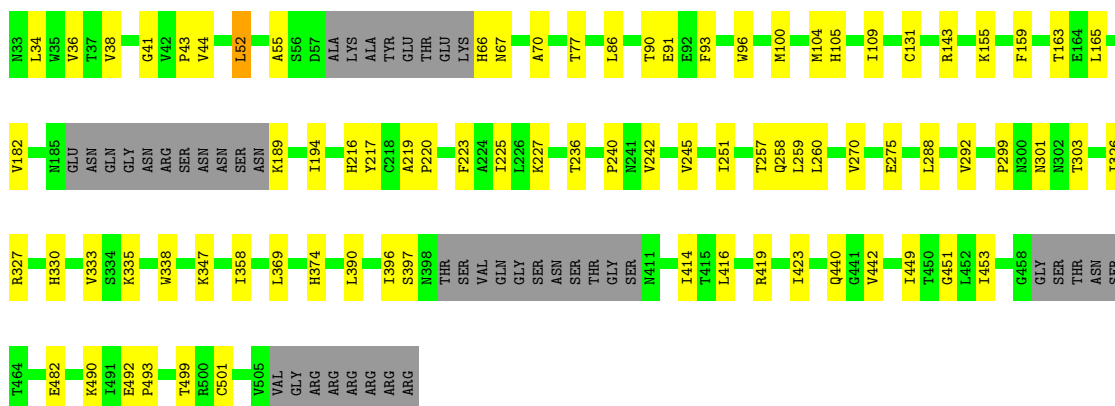 N33 L34 W35 V36 T37 V38 G41 V42 P43 V44 L52 A55 S56 D57 ALA LYS ALA TYR GLU THR GLU LYS H66 N67 A70 T77 L86 T90 E91 E92 F93 W96 M100 M104 H105 I109 C131 R143 K155 F159 T163 E164 L165
V182 N185 GLU ASN GLN GLY ASN ARG SER ASN ASN SER ASN K189 I194 H216 Y217 C218 A219 P220 F223 A224 I225 L226 K227 T236 P240 N241 V242 V245 I251 T257 Q258 L259 L260 V270 E275 L288 V292 P299 N300 N301 N302 T303 I326
R327 H330 V333 S334 K335 W338 K347 I358 L369 H374 L390 I396 S397 N398 THR SER VAL GLN GLY SER ASN SER THR GLY SER N411 I414 T415 L416 R419 I423 Q440 G441 V442 I449 T450 G451 L452 I453 G458 GLY SER THR ASN SER
T464 E482 K490 I491 E492 P493 T499 R500 C501 V505 VAL GLY ARG ARG ARG ARG ARG ARG